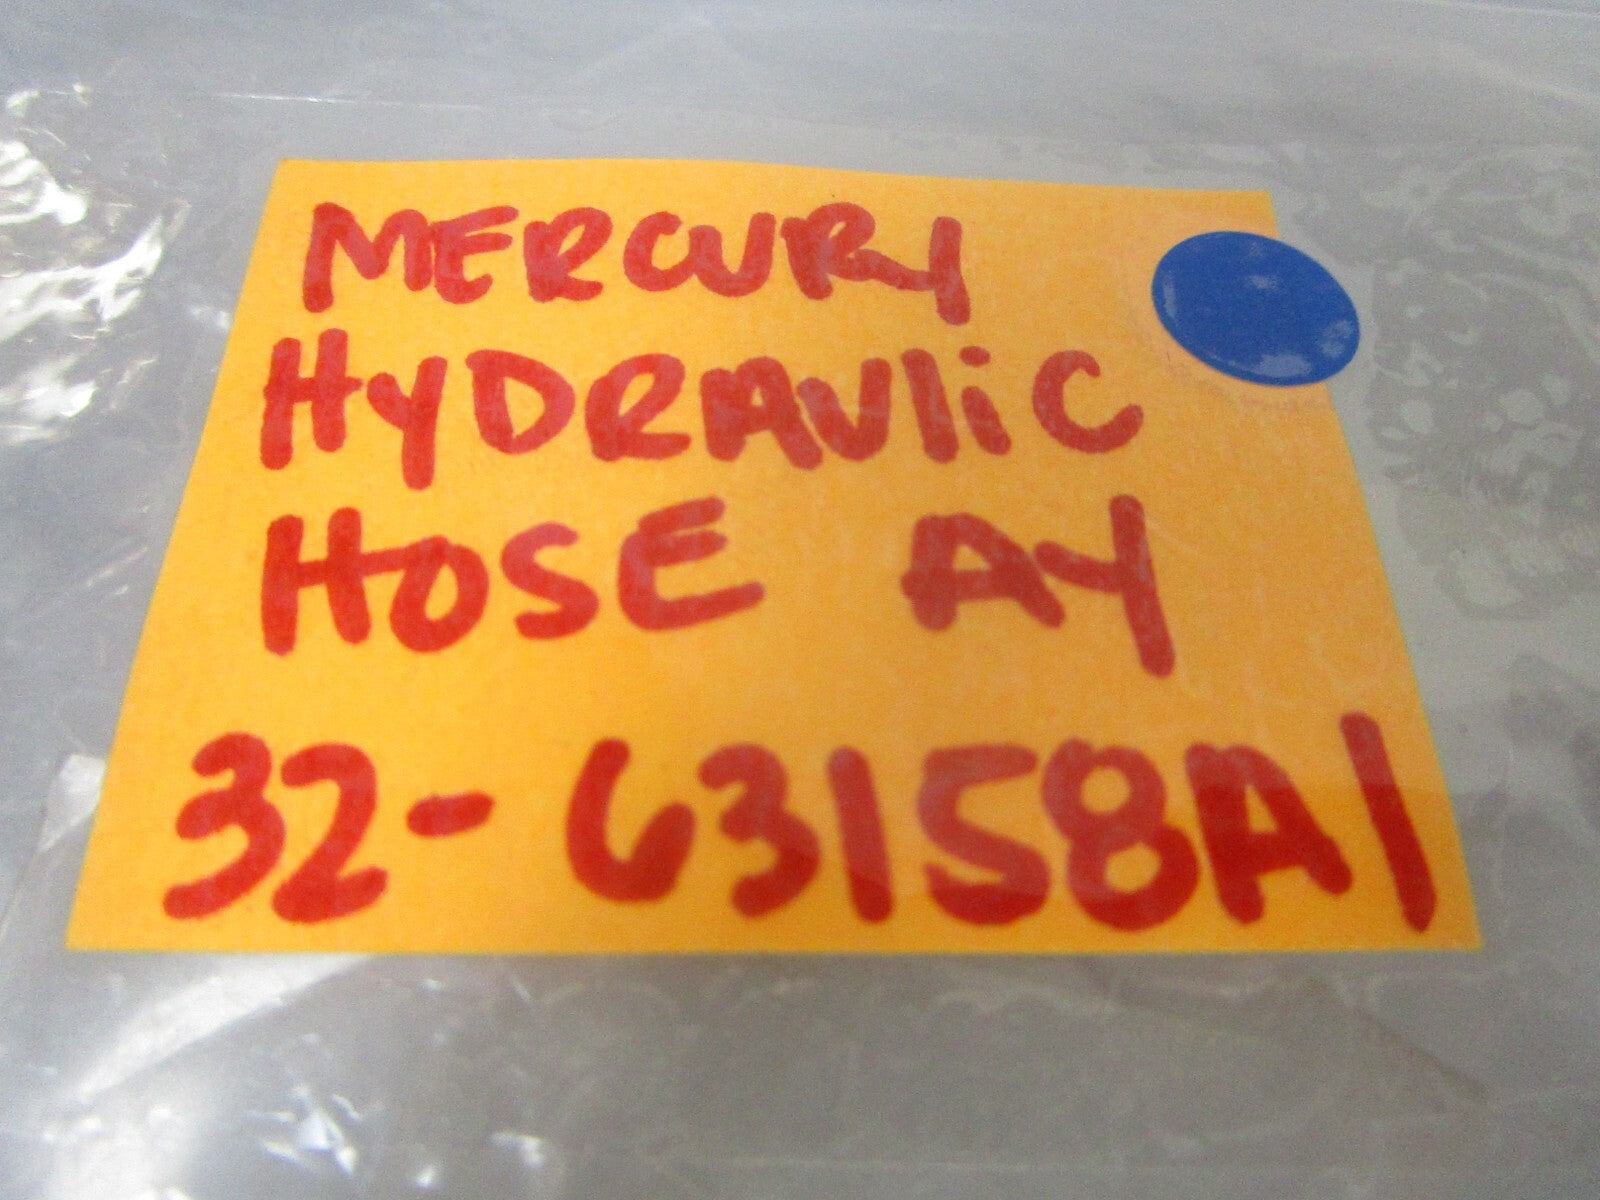 MERCURY
HYDRAULiC
HOSE AY
32-63158A1